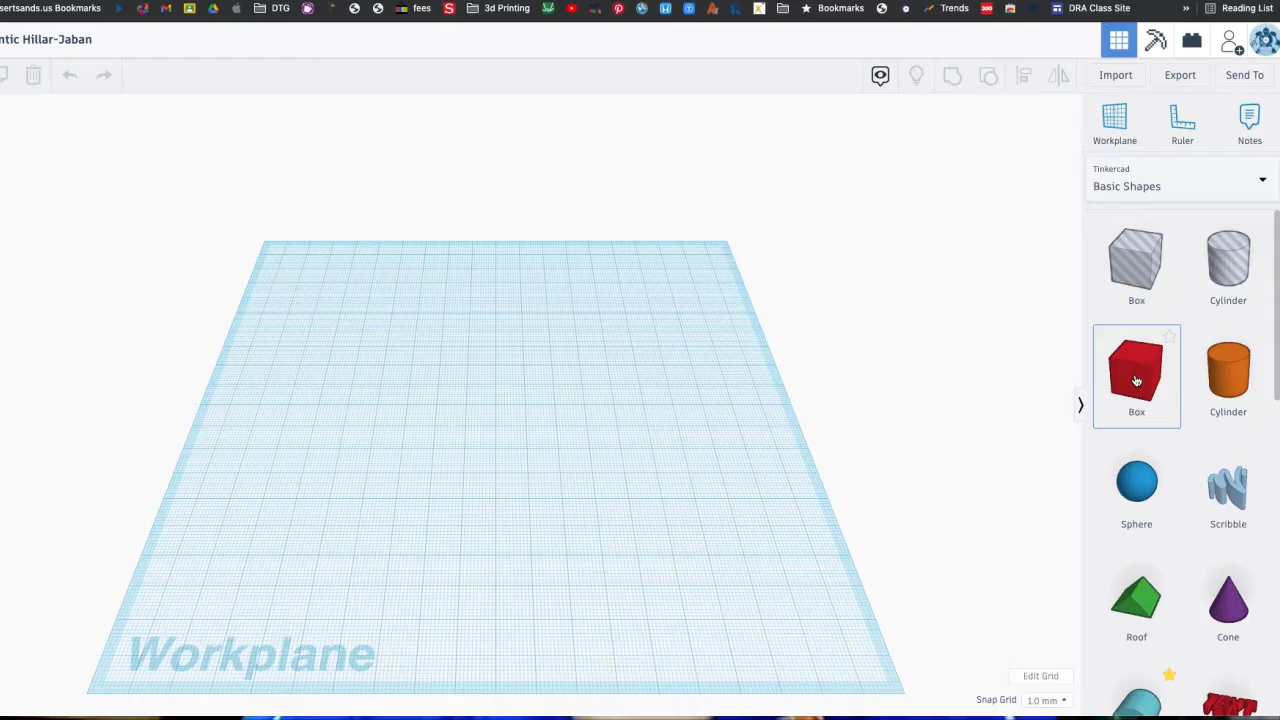 sertsands.us Bookmarks DTG fees 3d Printing Bookmarks Trends DRA Class Site » Reading List
ntic Hillar-Jaban
Import Export Send To
Workplane Ruler Notes
Tinkercad
Basic Shapes
Box Cylinder
Box Cylinder
Sphere Scribble
Roof Cone
Workplane
Edit Grid
Snap Grid 1.0 mm